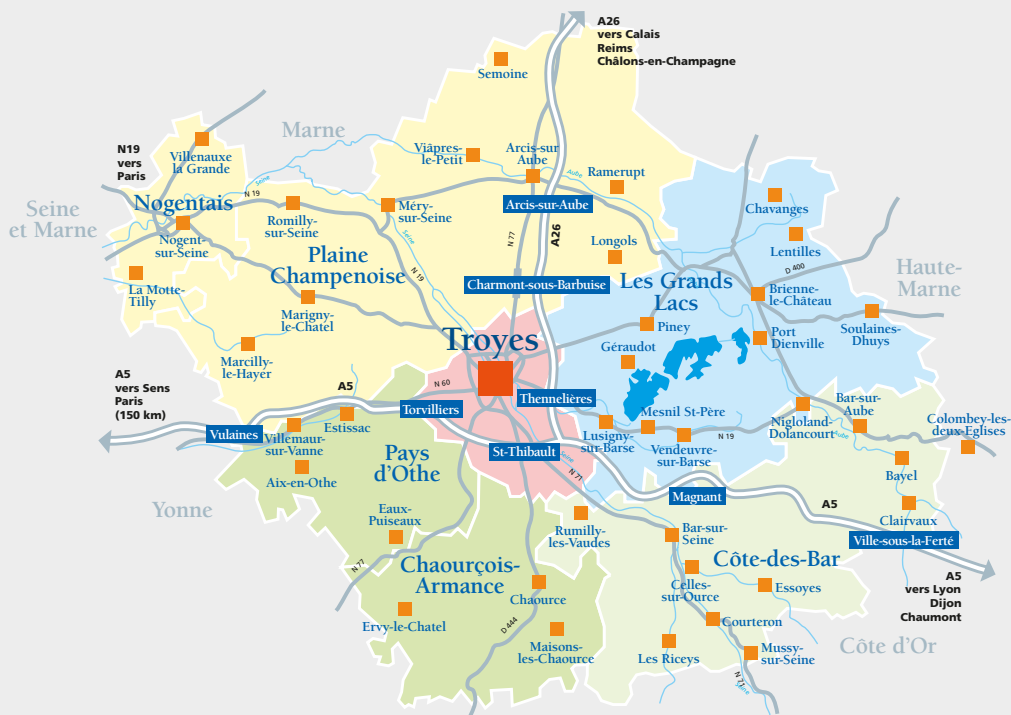 A26
vers Calais
Reims
Châlons-en-Champagne
Semoine
Marne
N19
vers
Paris
Villenauxe
la Grande
Viâpres-
le-Petit
Arcis-sur
Aube
Aube
Ramerupt
Seine
N 19
Nogentais
Romilly-
sur-Seine
Méry-
sur-Seine
Arcis-sur-Aube
Chavanges
Seine
et Marne
Nogent-
sur-Seine
Seine
N 77
A26
Longols
Lentilles
Plaine
Champenoise
N 19
Charmont-sous-Barbuise
Les Grands
Lacs
D 400
Haute-
Marne
La Motte-
Tilly
Marigny-
le-Chatel
Brienne-
le-Château
Piney
Port
Dienville
Soulaines-
Dhuys
Troyes
Géraudot
Marcilly-
le-Hayer
A5
vers Sens
Paris
(150 km)
A5
N 60
Torvilliers
Thennelières
Mesnil St-Père
Bar-sur-
Aube
Nigloland-
Dolancourt
Aube
Colombey-les-
deux-Eglises
Vulaines
Villemaur-
sur-Vanne
Estissac
Lusigny-
sur-Barse
Vendeuvre-
sur-Barse
N 19
St-Thibault
Seine
N 71
Pays
d'Othe
Aix-en-Othe
Bayel
Magnant
A5
Yonne
Eaux-
Puiseaux
Rumilly-
les-Vaudes
Bar-sur-
Seine
Clairvaux
Ville-sous-la-Ferté
N 77
Chaourçois-
Armance
Côte-des-Bar
Chaource
Celles-
sur-Ource
Essoyes
A5
vers Lyon
Dijon
Chaumont
Ervy-le-Chatel
D 444
Courteron
Maisons-
les-Chaource
Les Riceys
Mussy-
sur-Seine
Côte d'Or
N 71
Seine